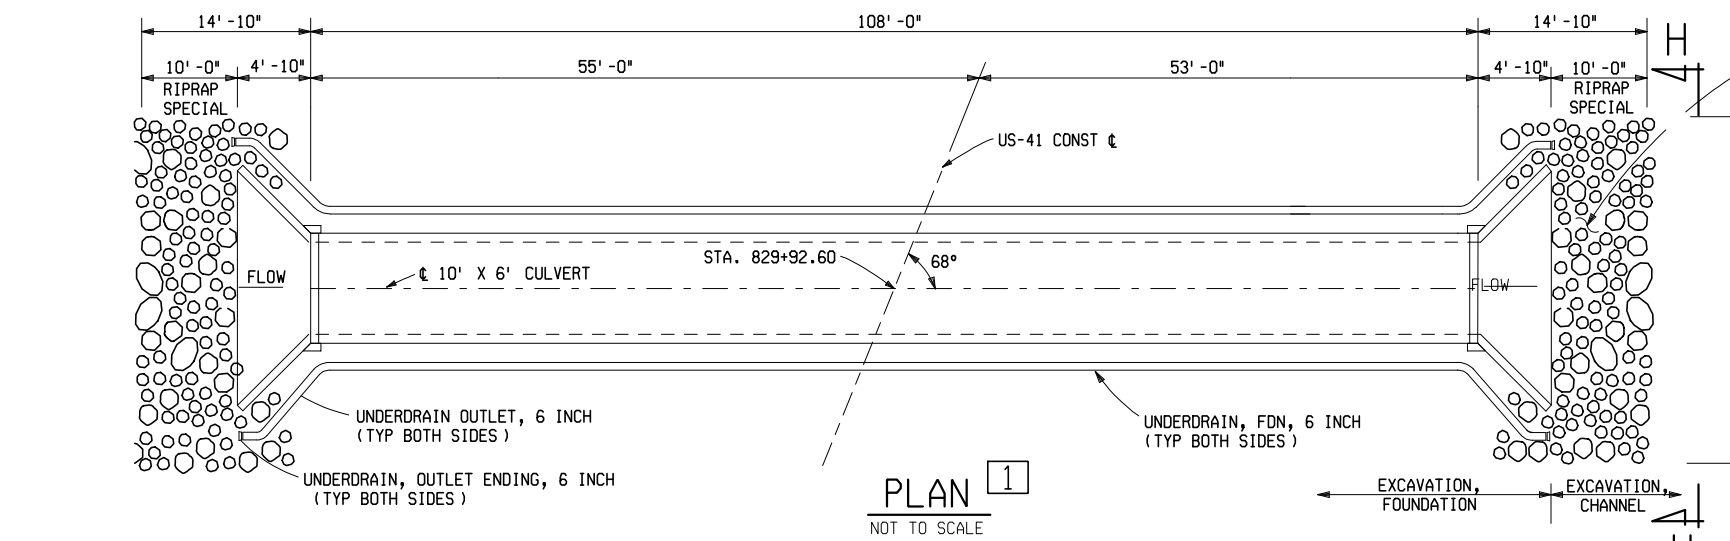 14'-10"
108'-0"
14'-10"
H
10'-0"
4'-10"
55'-0"
53'-0"
4'-10"
10'-0"
RIPRAP
SPECIAL
RIPRAP
SPECIAL
US-41 CONST ℄
STA. 829+92.60
68°
FLOW
℄ 10' X 6' CULVERT
FLOW
UNDERDRAIN OUTLET, 6 INCH
(TYP BOTH SIDES)
UNDERDRAIN, FDN, 6 INCH
(TYP BOTH SIDES)
UNDERDRAIN, OUTLET ENDING, 6 INCH
(TYP BOTH SIDES)
PLAN 1
NOT TO SCALE
EXCAVATION,
FOUNDATION
EXCAVATION,
CHANNEL